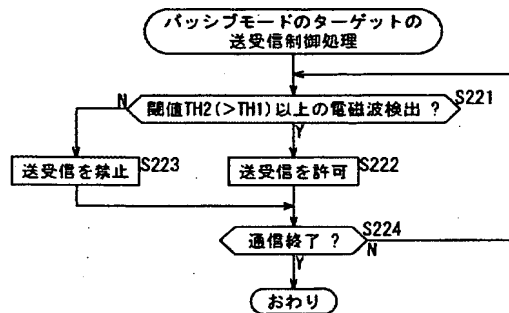 パッシブモードのターゲットの
送受信制御処理
S221
閾値TH2(>TH1)以上の電磁波検出 ?
N
Y
送受信を禁止
S223
送受信を許可
S222
S224
通信終了 ?
N
Y
おわり